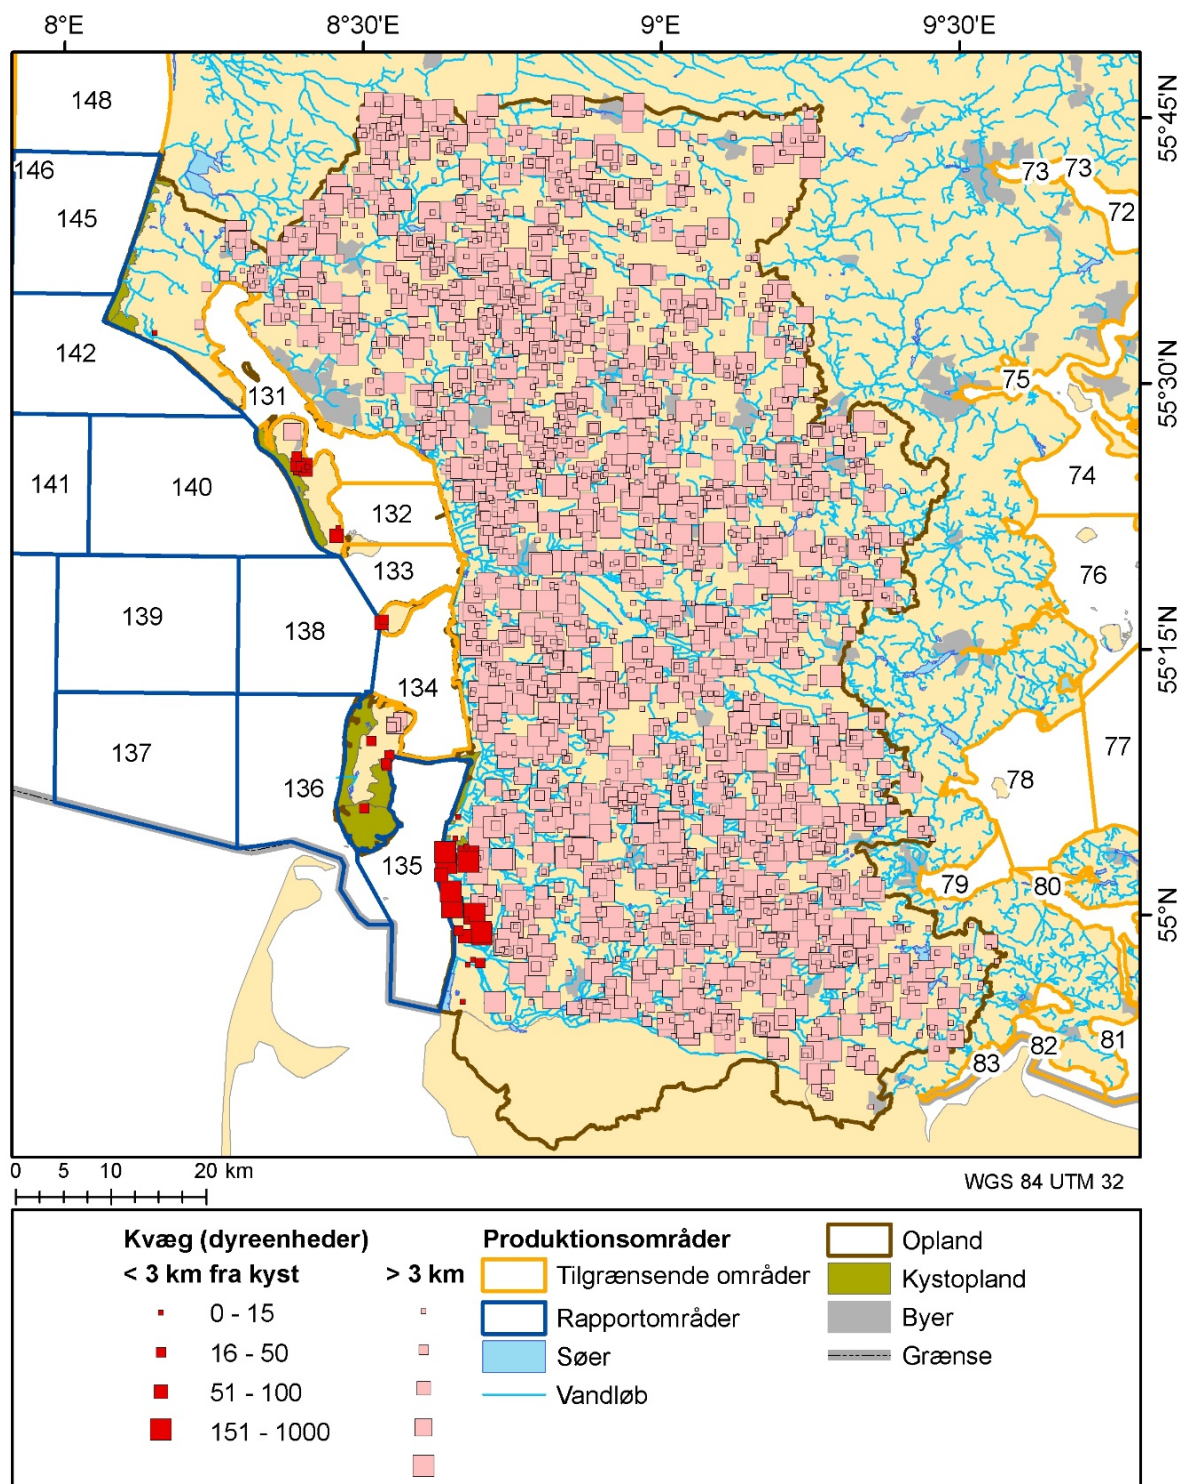 8°E 8°30'E 9°E 9°30'E
148
55°45'N
146
73 73
145
72
142
75
131
55°30'N
141
140
74
132
133
76
139
138
55°15'N
134
137
136
77
78
135
79
80
55°N
81
82
83
0 5 10 20 km
WGS 84 UTM 32
Kvæg (dyreenheder)
< 3 km fra kyst > 3 km
0 - 15
16 - 50
51 - 100
151 - 1000
Produktionsområder
Tilgrænsende områder
Rapportområder
Søer
Vandløb
Opland
Kystopland
Byer
Grænse